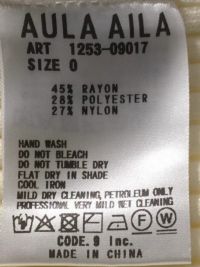 AULA AILA
ART 1253-09017
SIZE 0
45% RAYON
28% POLYESTER
27% NYLON
HAND WASH
DO NOT BLEACH
DO NOT TUMBLE DRY
FLAT DRY IN SHADE
COOL IRON
MILD DRY CLEANING, PETROLEUM ONLY
PROFESSIONAL VERY MILD WET CLEANING
F W
CODE.9 Inc.
MADE IN CHINA